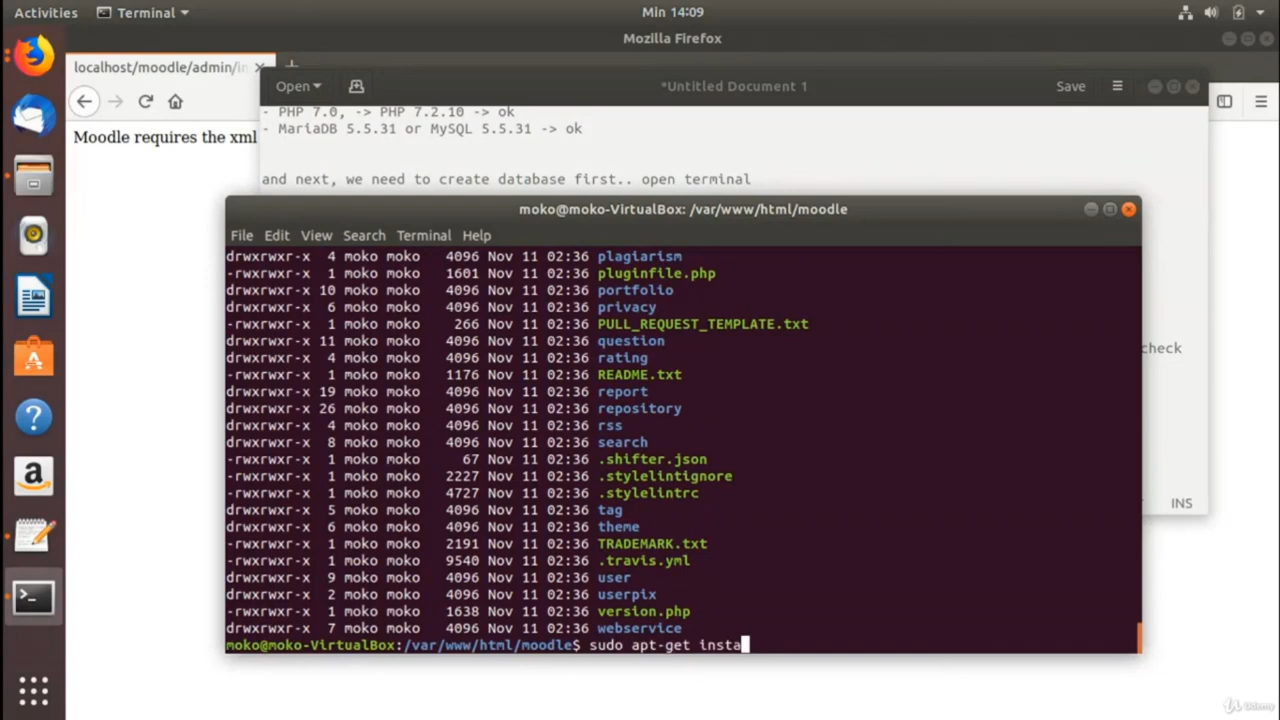 Activities
Terminal
Min 14:09
Mozilla Firefox
localhost/moodle/admin/in
Open
*Untitled Document 1
Save
- PHP 7.0, -> PHP 7.2.10 -> ok
Moodle requires the xml
- MariaDB 5.5.31 or MySQL 5.5.31 -> ok
and next, we need to create database first.. open terminal
moko@moko-VirtualBox: /var/www/html/moodle
File Edit View Search Terminal Help
drwxrwxr-x 4 moko moko 4096 Nov 11 02:36 plagiarism
-rwxrwxr-x 1 moko moko 1601 Nov 11 02:36 pluginfile.php
drwxrwxr-x 10 moko moko 4096 Nov 11 02:36 portfolio
drwxrwxr-x 6 moko moko 4096 Nov 11 02:36 privacy
-rwxrwxr-x 1 moko moko 266 Nov 11 02:36 PULL_REQUEST_TEMPLATE.txt
drwxrwxr-x 11 moko moko 4096 Nov 11 02:36 question
drwxrwxr-x 4 moko moko 4096 Nov 11 02:36 rating
-rwxrwxr-x 1 moko moko 1176 Nov 11 02:36 README.txt
drwxrwxr-x 19 moko moko 4096 Nov 11 02:36 report
drwxrwxr-x 26 moko moko 4096 Nov 11 02:36 repository
drwxrwxr-x 4 moko moko 4096 Nov 11 02:36 rss
drwxrwxr-x 8 moko moko 4096 Nov 11 02:36 search
-rwxrwxr-x 1 moko moko 67 Nov 11 02:36 .shifter.json
-rwxrwxr-x 1 moko moko 2227 Nov 11 02:36 .stylelintignore
-rwxrwxr-x 1 moko moko 4727 Nov 11 02:36 .stylelintrc
drwxrwxr-x 5 moko moko 4096 Nov 11 02:36 tag
drwxrwxr-x 6 moko moko 4096 Nov 11 02:36 theme
-rwxrwxr-x 1 moko moko 2191 Nov 11 02:36 TRADEMARK.txt
-rwxrwxr-x 1 moko moko 9540 Nov 11 02:36 .travis.yml
drwxrwxr-x 9 moko moko 4096 Nov 11 02:36 user
drwxrwxr-x 2 moko moko 4096 Nov 11 02:36 userpix
-rwxrwxr-x 1 moko moko 1638 Nov 11 02:36 version.php
drwxrwxr-x 7 moko moko 4096 Nov 11 02:36 webservice
moko@moko-VirtualBox:/var/www/html/moodle$ sudo apt-get insta
check
INS
Udemy